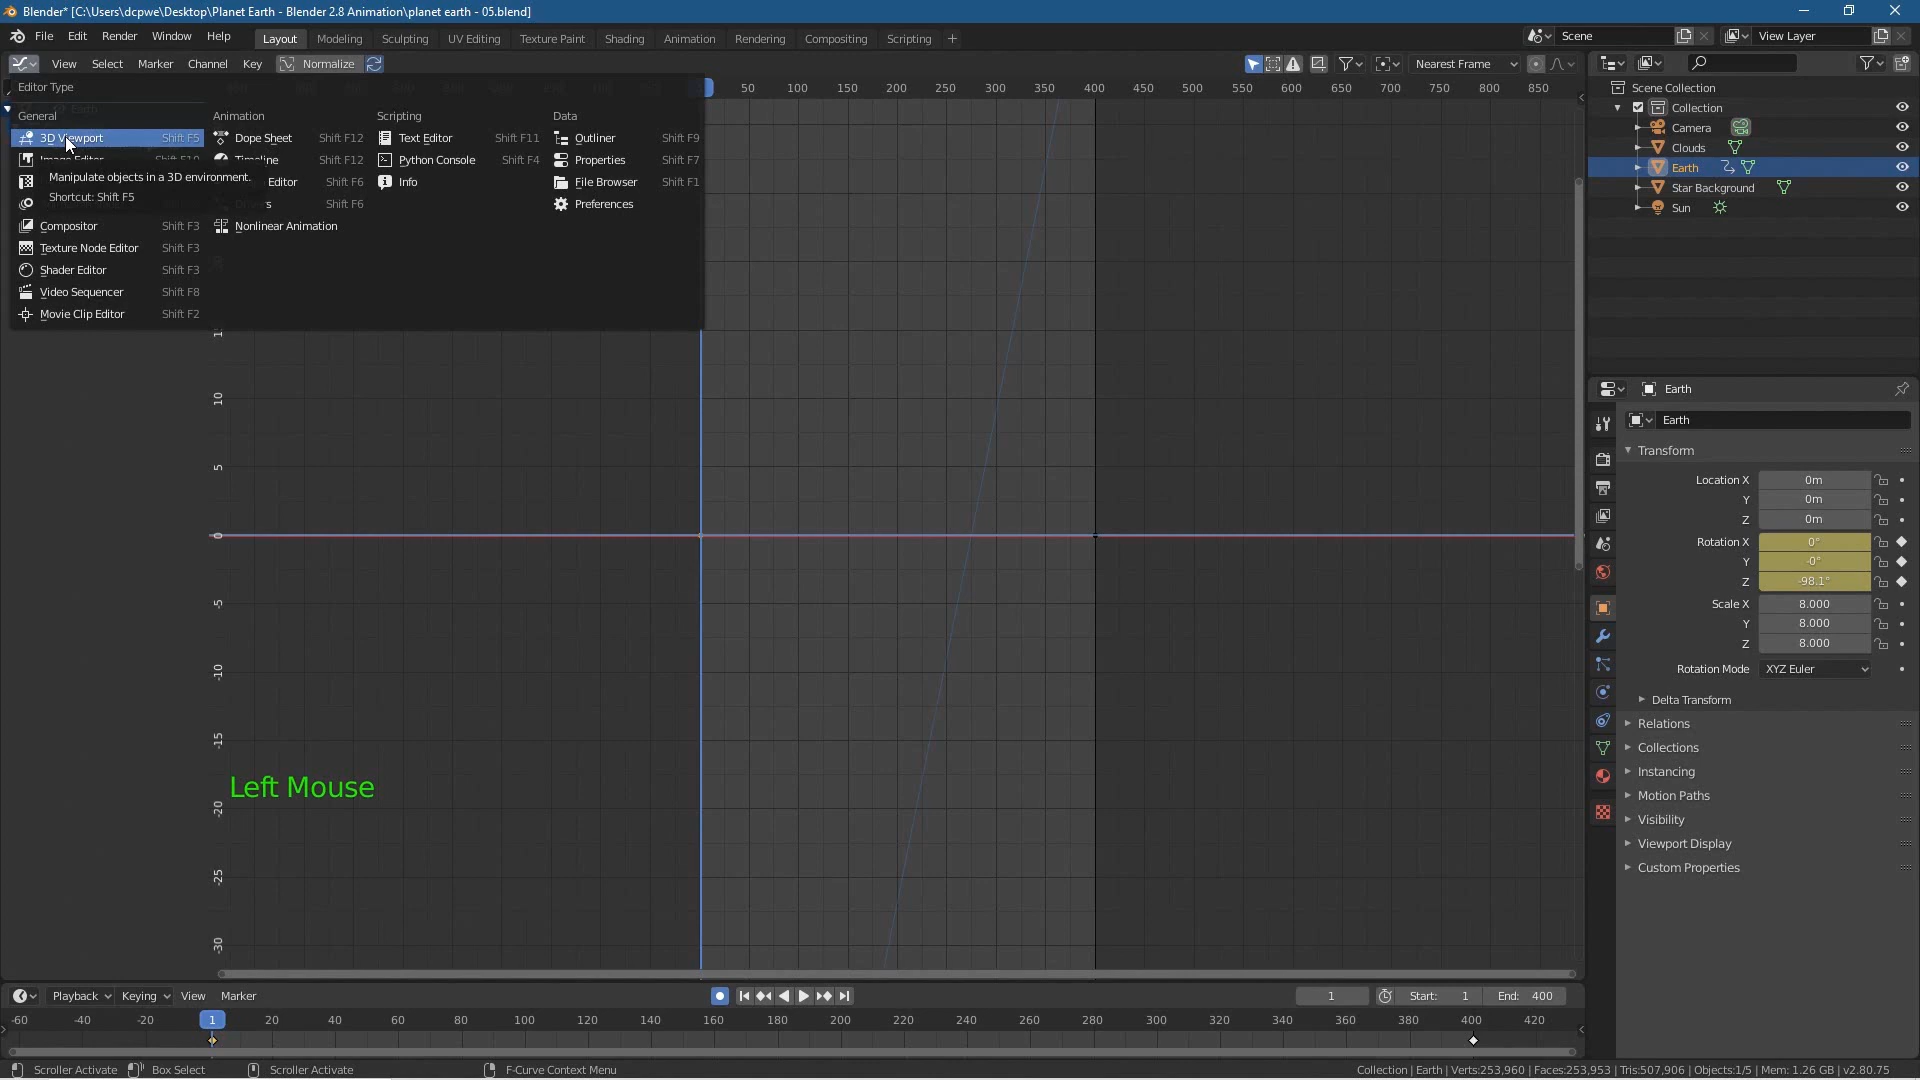 Blender* [C:\Users\dcpwe\Desktop\Planet Earth - Blender 2.8 Animation\planet earth - 05.blend]
File Edit Render Window Help Layout Modeling Sculpting UV Editing Texture Paint Shading Animation Rendering Compositing Scripting + Scene View Layer
View Select Marker Channel Key Normalize Nearest Frame
Editor Type
50 100 150 200 250 300 350 400 450 500 550 600 650 700 750 800 850
General Animation Scripting Data
3D Viewport Shift F5 Dope Sheet Shift F12 Text Editor Shift F11 Outliner Shift F9
Image Editor Shift F10 Timeline Shift F12 Python Console Shift F4 Properties Shift F7
Manipulate objects in a 3D environment. Editor Shift F6 Info File Browser Shift F1
Shortcut: Shift F5 Shift F6 Preferences
Compositor Shift F3 Nonlinear Animation
Texture Node Editor Shift F3
Shader Editor Shift F3
Video Sequencer Shift F8
Movie Clip Editor Shift F2
10
5
0
-5
-10
-15
-20
-25
-30
Left Mouse
Scene Collection
Collection
Camera
Clouds
Earth
Star Background
Sun
Earth
Earth
Transform
Location X 0m
Y 0m
Z 0m
Rotation X 0°
Y -0°
Z -98.1°
Scale X 8.000
Y 8.000
Z 8.000
Rotation Mode XYZ Euler
Delta Transform
Relations
Collections
Instancing
Motion Paths
Visibility
Viewport Display
Custom Properties
Playback Keying View Marker 1 Start: 1 End: 400
-60 -40 -20 1 20 40 60 80 100 120 140 160 180 200 220 240 260 280 300 320 340 360 380 400 420
Scroller Activate Box Select Scroller Activate F-Curve Context Menu Collection | Earth | Verts:253,960 | Faces:253,953 | Tris:507,906 | Objects:1/5 | Mem: 1.26 GB | v2.80.75